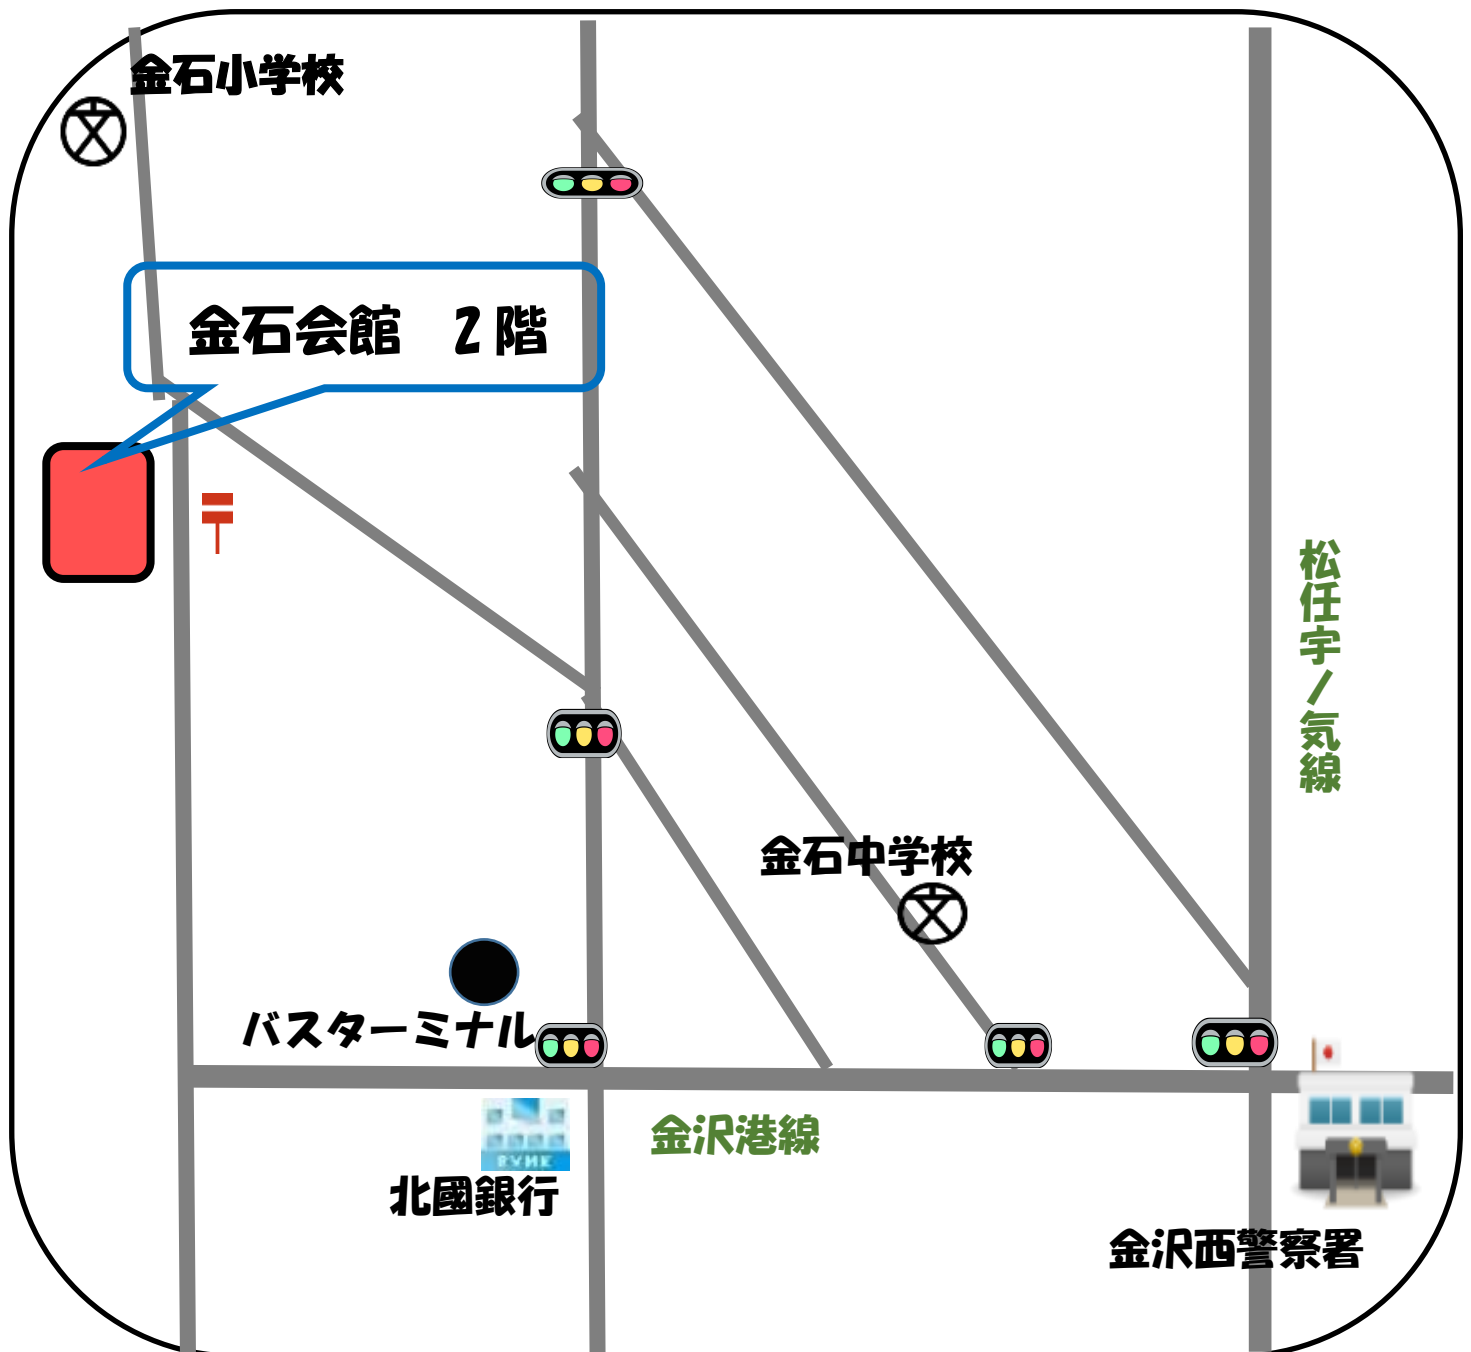 金石小学校
金石会館　2階
松任宇ノ気線
金石中学校
バスターミナル
金沢港線
北國銀行
金沢西警察署